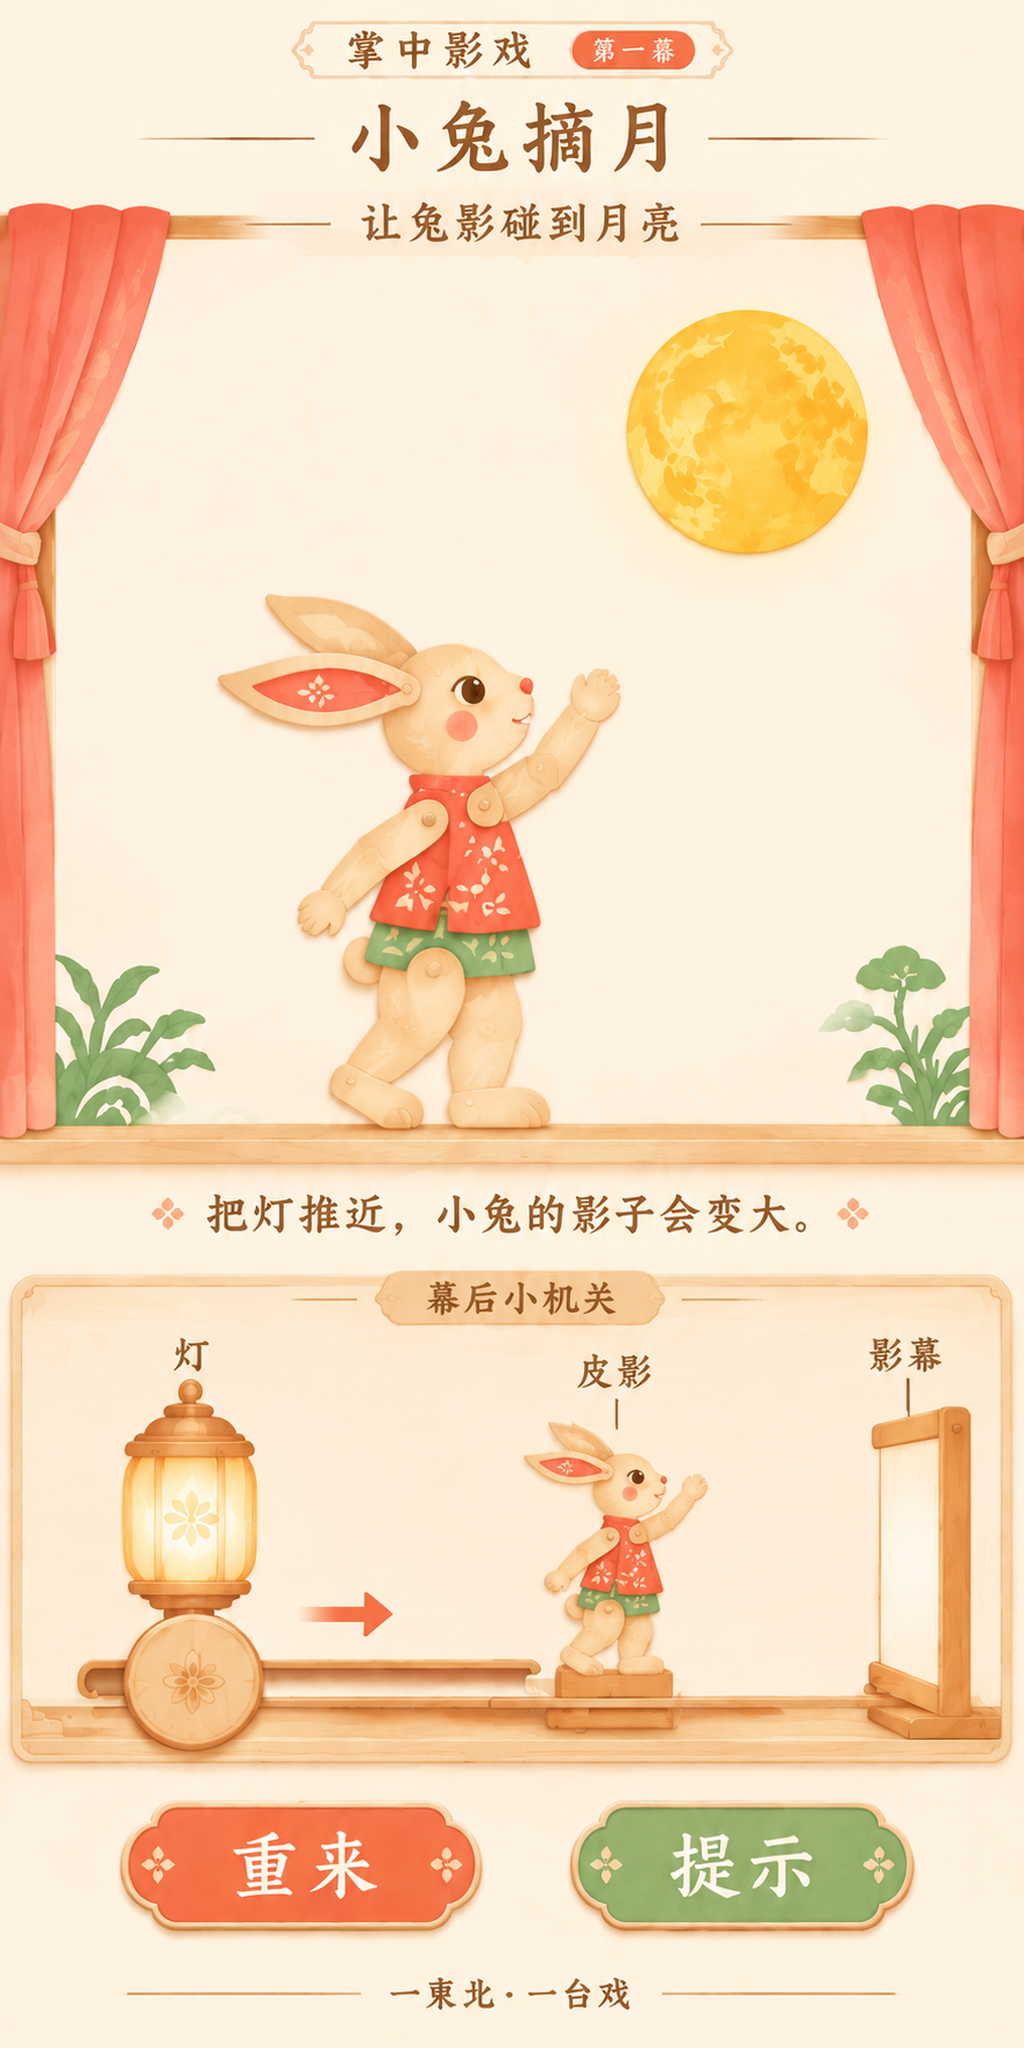 掌中影戏 第一幕
小兔摘月
让兔影碰到月亮
把灯推近，小兔的影子会变大。
幕后小机关
灯
皮影
影幕
重来
提示
一東北·一台戏